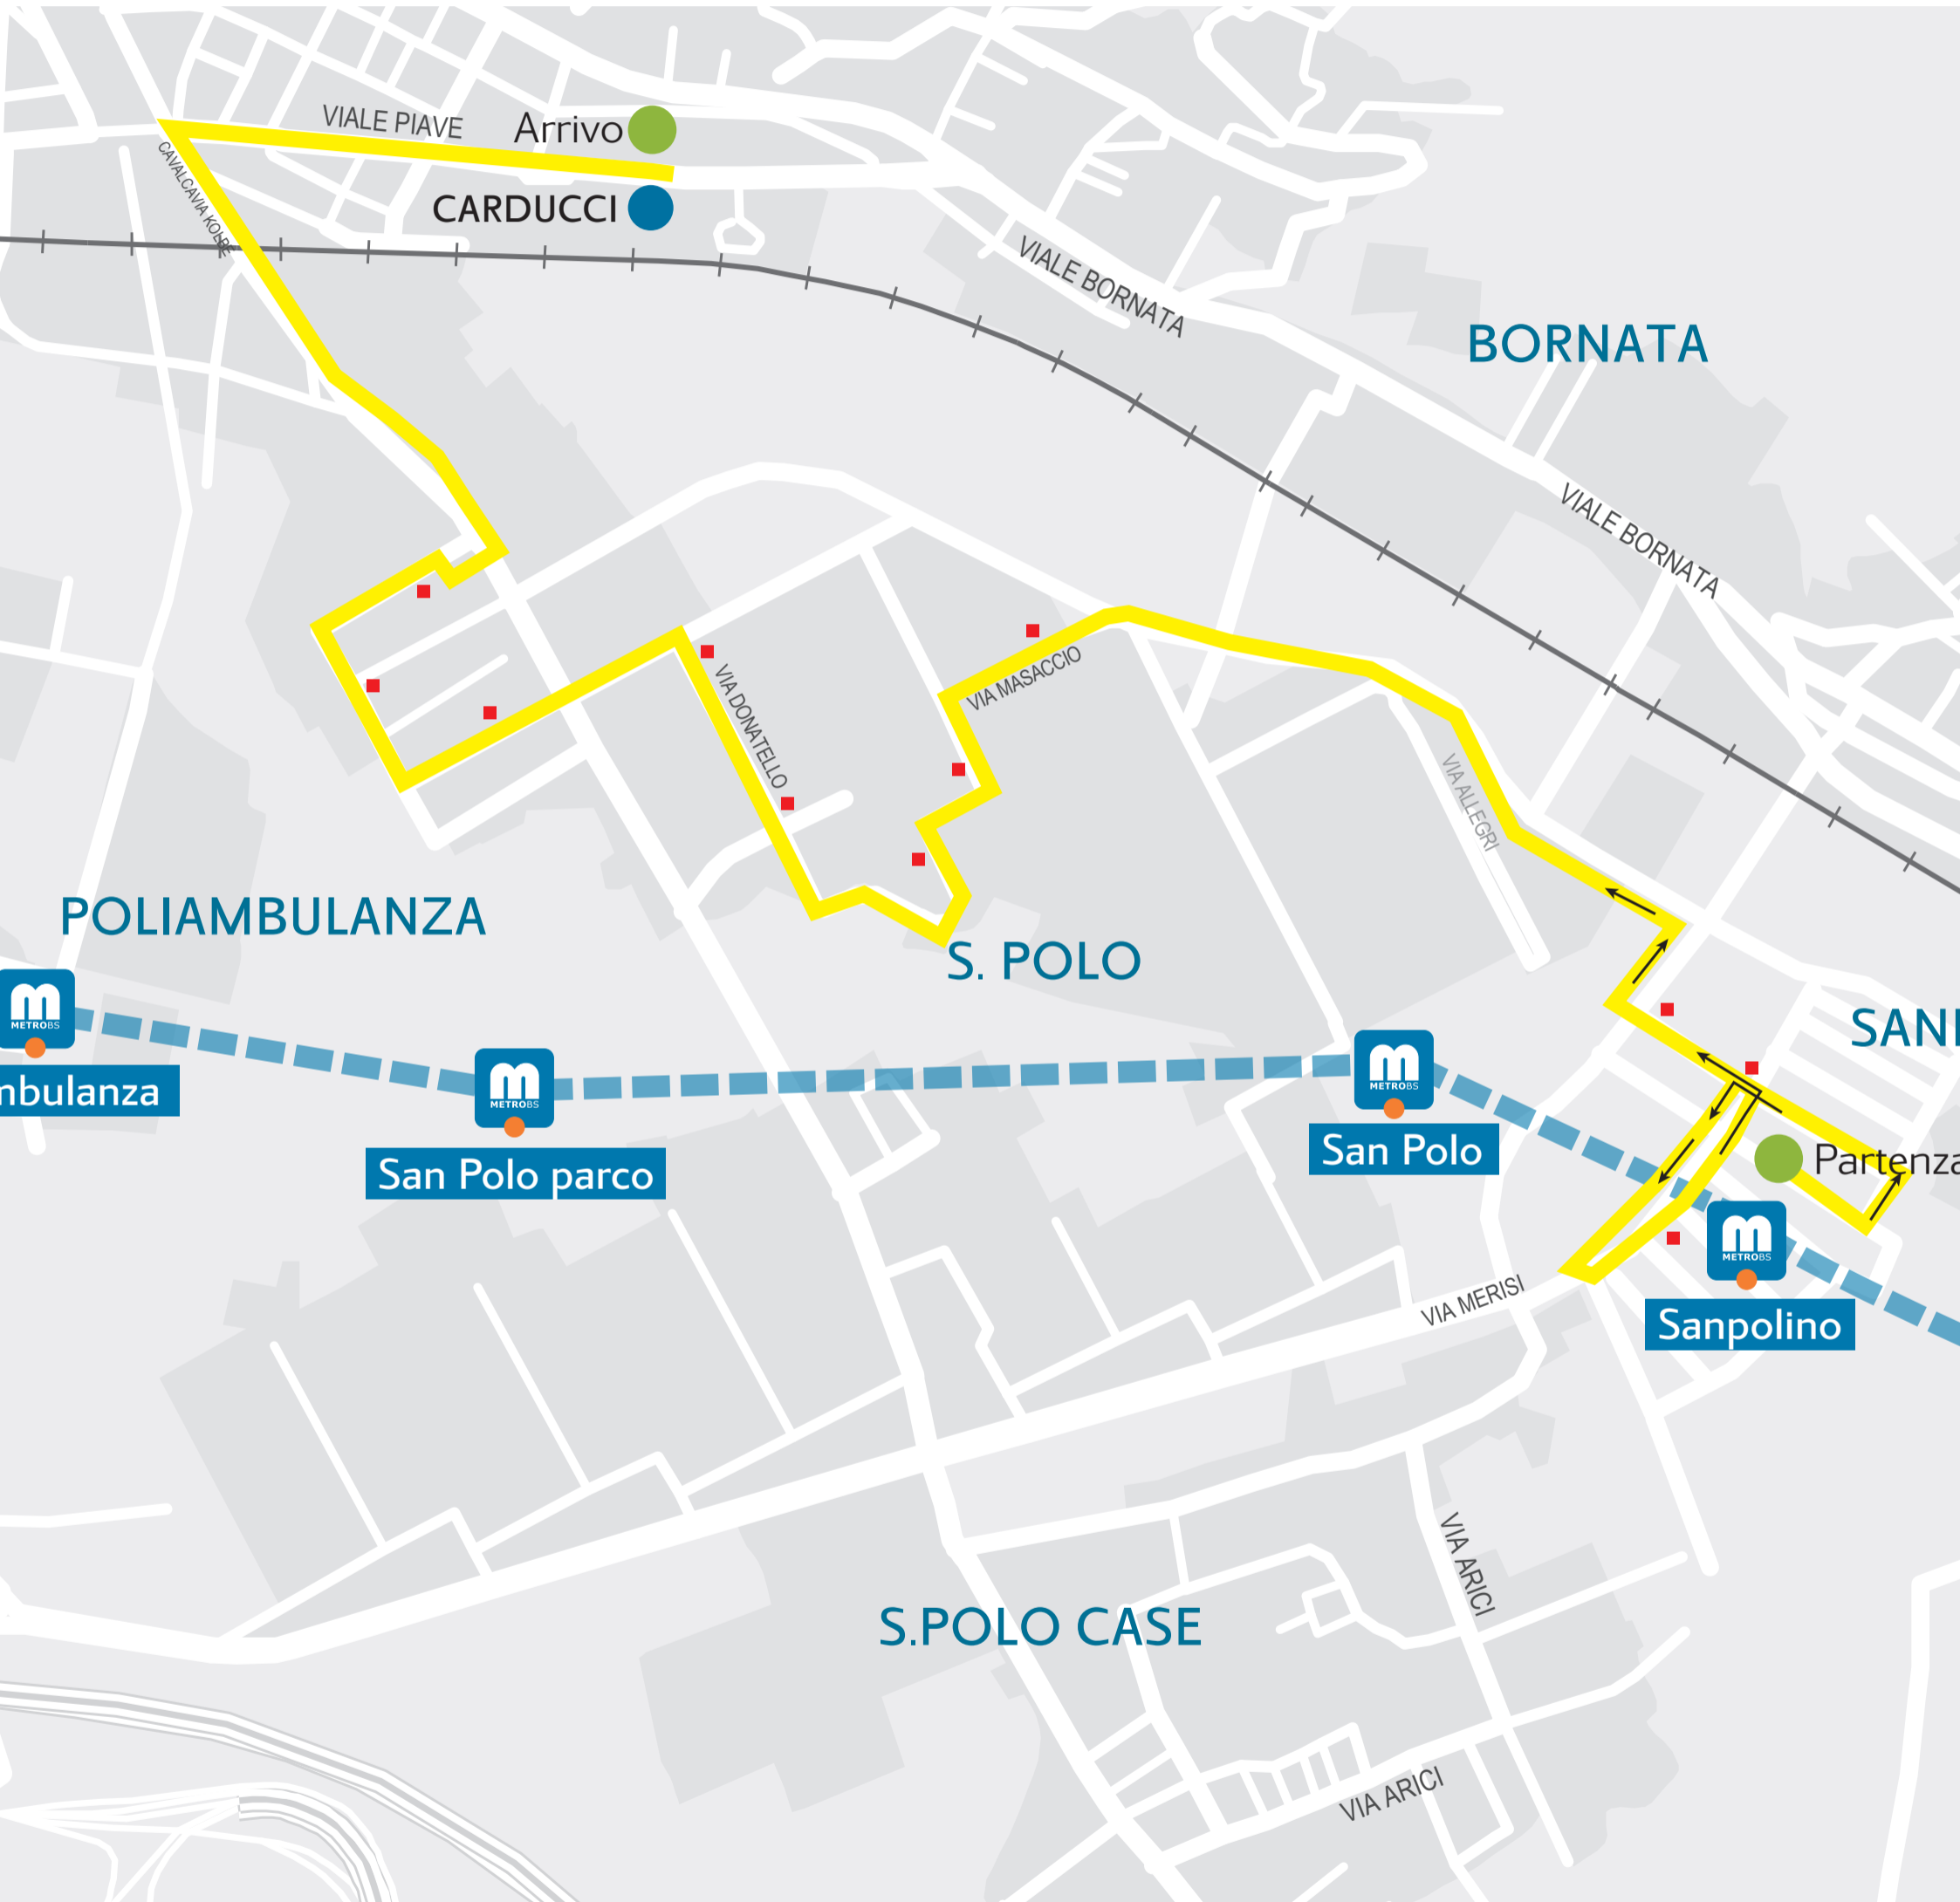 VIALE PIAVE
Arrivo
CAVALCAVIA KOLBE
CARDUCCI
VIALE BORNATA
BORNATA
VIALE BORNATA
VIA MASACCIO
VIA DONATELLO
VIA ALLEGRI
POLIAMBULANZA
S. POLO
METROBS
mbulanza
METROBS
San Polo parco
METROBS
San Polo
SAN
Partenza
METROBS
Sanpolino
VIA MERISI
VIA ARICI
S.POLO CASE
VIA ARICI